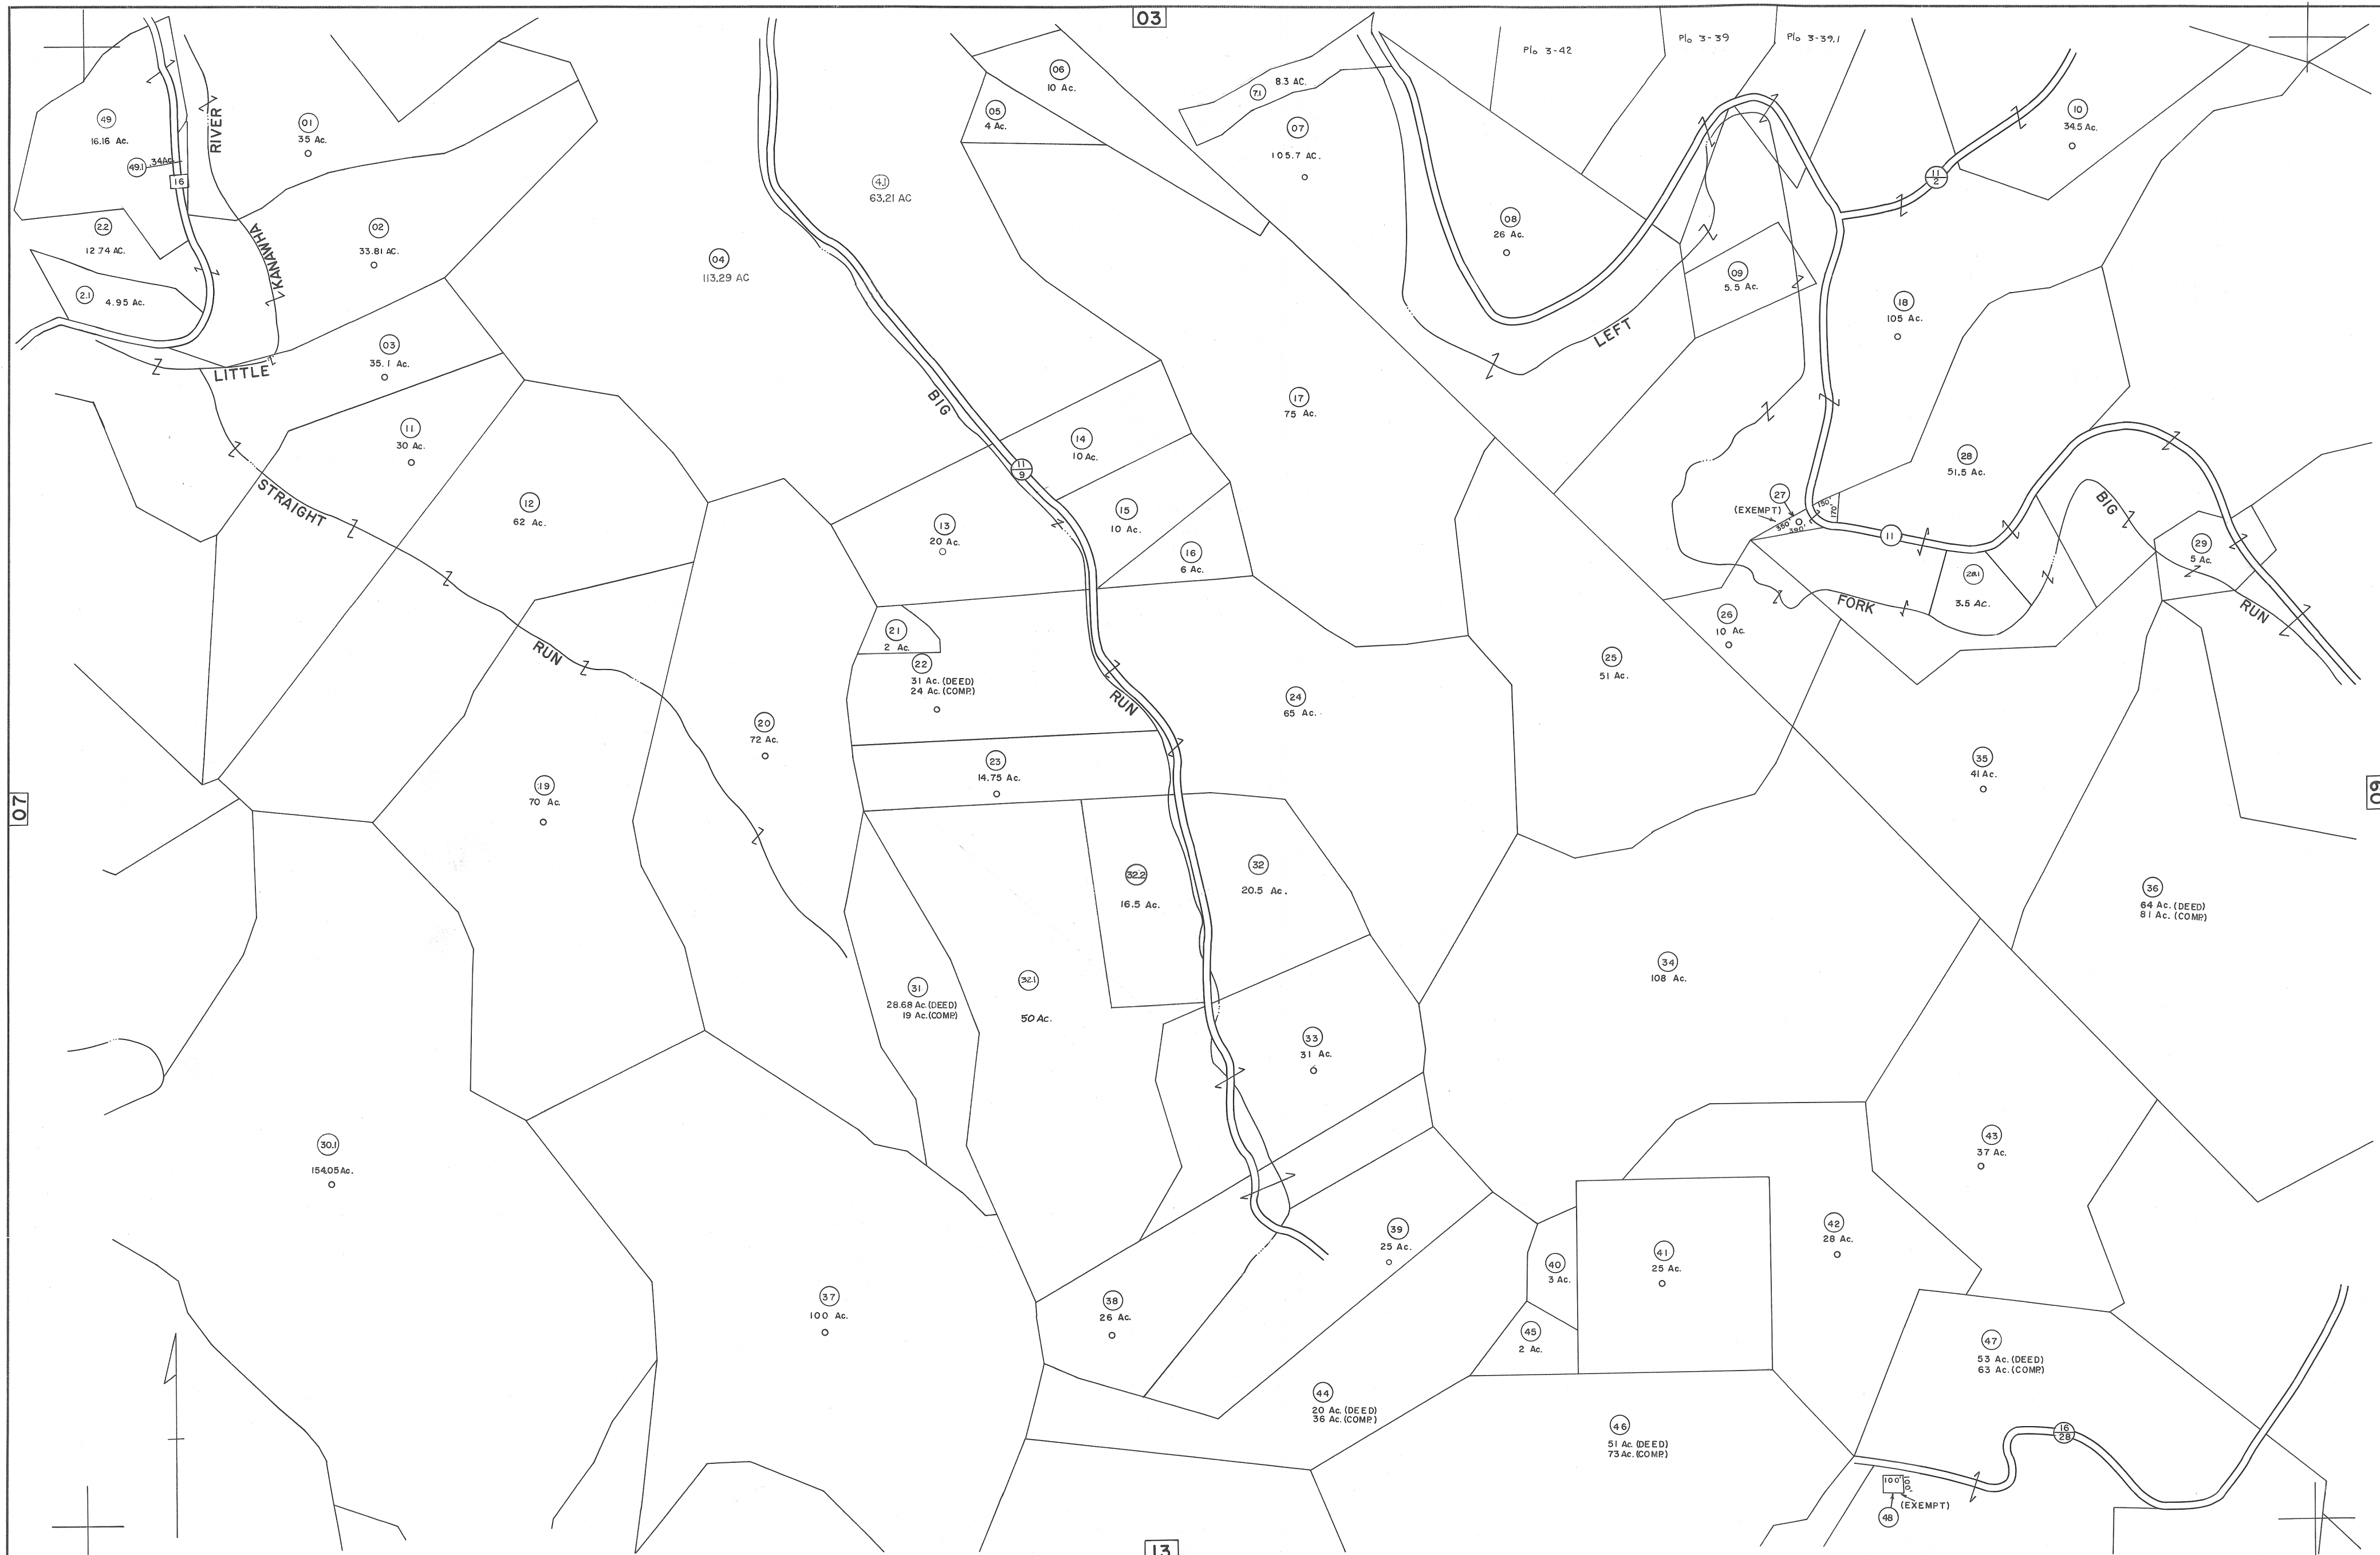 03
49
16.16 Ac.
49.1
.34Ac.
16
RIVER
KANAWHA
LITTLE
22
12.74 AC.
2.1
4.95 Ac.
01
35 Ac.
02
33.81 AC.
03
35.1 Ac.
04
113.29 AC
4.1
63.21 AC
05
4 Ac.
06
10 Ac.
7.1
8.3 AC.
07
105.7 AC.
08
26 Ac.
P/o 3-42
P/o 3-39
P/o 3-39.1
09
5.5 Ac.
10
34.5 Ac.
11
2
LEFT
18
105 Ac.
11
30 Ac.
STRAIGHT
12
62 Ac.
RUN
BIG
11
9
13
20 Ac.
14
10 Ac.
15
10 Ac.
16
6 Ac.
17
75 Ac.
28
51.5 Ac.
27
(EXEMPT)
350'
390'
150'
170'
11
28.1
3.5 AC.
BIG
29
5 Ac.
RUN
FORK
26
10 Ac.
25
51 Ac.
21
2 Ac.
22
31 Ac. (DEED)
24 Ac. (COMP.)
RUN
23
14.75 Ac.
24
65 Ac.
07
19
70 Ac.
20
72 Ac.
35
41 Ac.
09
32.2
16.5 Ac.
32
20.5 Ac.
36
64 Ac. (DEED)
81 Ac. (COMP.)
31
28.68 Ac. (DEED)
19 Ac. (COMP.)
32.1
50 Ac.
33
31 Ac.
34
108 Ac.
30.1
154.05 Ac.
43
37 Ac.
37
100 Ac.
38
26 Ac.
39
25 Ac.
40
3 Ac.
41
25 Ac.
42
28 Ac.
45
2 Ac.
44
20 Ac. (DEED)
36 Ac. (COMP.)
46
51 Ac. (DEED)
73 Ac. (COMP.)
47
53 Ac. (DEED)
63 Ac. (COMP.)
16
28
100'
100'
(EXEMPT)
48
13